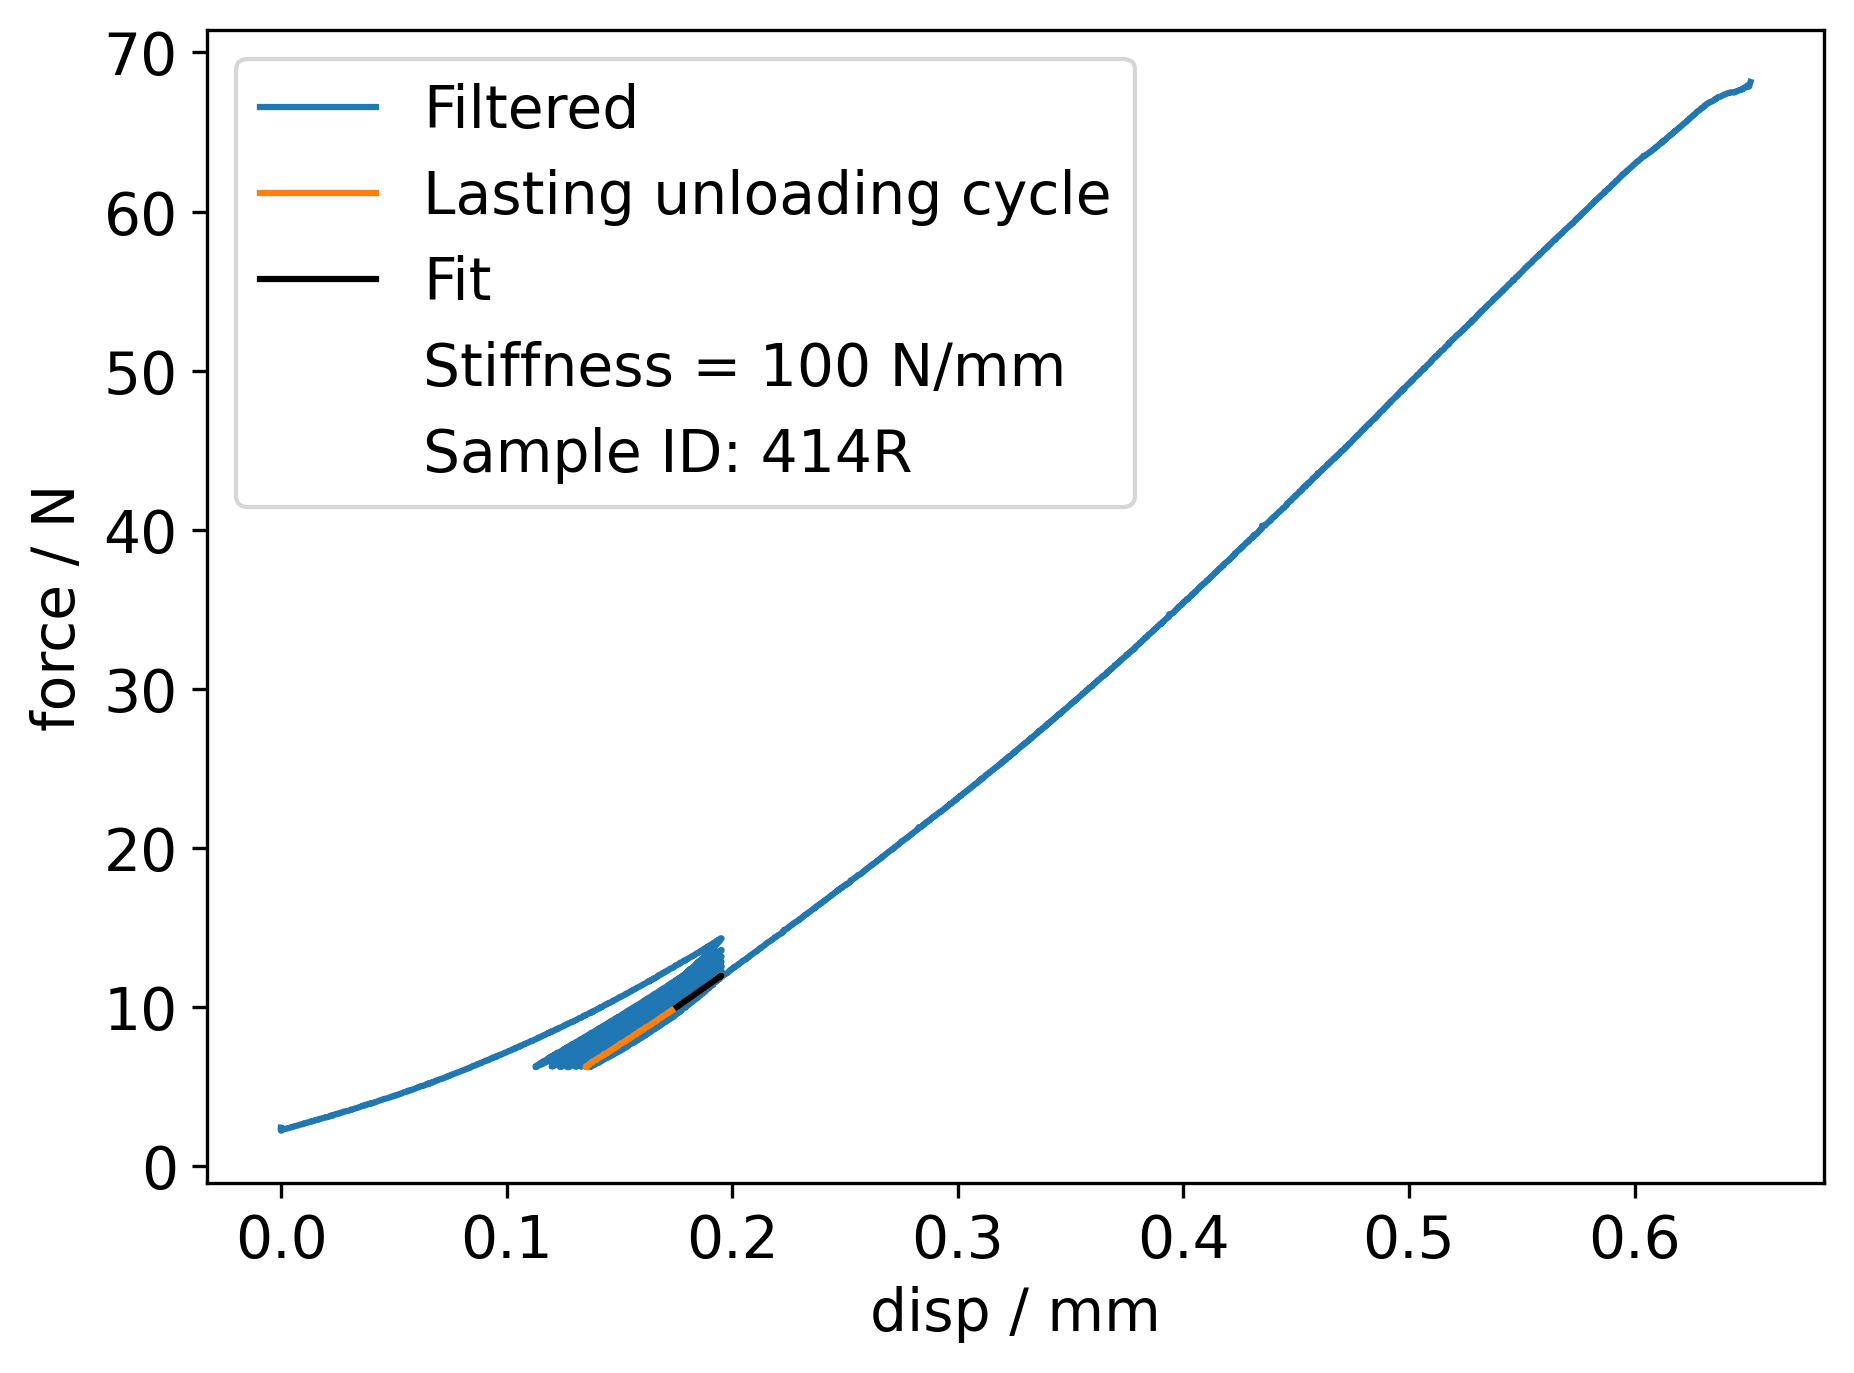 70
60
50
40
30
20
10
0
force / N
Filtered
Lasting unloading cycle
Fit
Stiffness = 100 N/mm
Sample ID: 414R
0.0 0.1 0.2 0.3 0.4 0.5 0.6
disp / mm